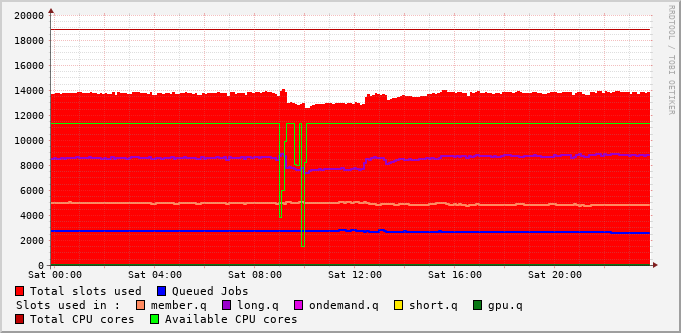 RRDTOOL / TOBI OETIKER
20000
18000
16000
14000
12000
10000
8000
6000
4000
2000
0
Sat 00:00 Sat 04:00 Sat 08:00 Sat 12:00 Sat 16:00 Sat 20:00
Total slots used Queued Jobs
Slots used in : member.q long.q ondemand.q short.q gpu.q
Total CPU cores Available CPU cores